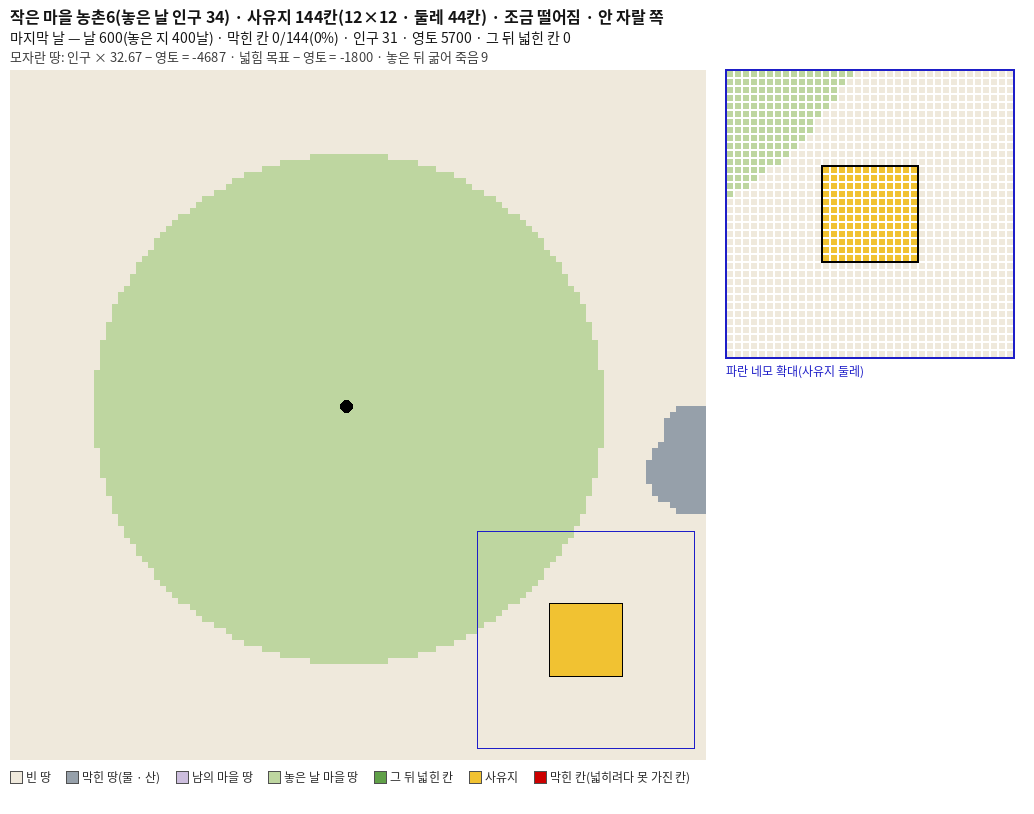 작은 마을 농촌6(놓은 날 인구 34) · 사유지 144칸(12×12 · 둘레 44칸) · 조금 떨어짐 · 안 자랄 쪽
마지막 날 — 날 600(놓은 지 400날) · 막힌 칸 0/144(0%) · 인구 31 · 영토 5700 · 그 뒤 넓힌 칸 0
모자란 땅: 인구 × 32.67 − 영토 = -4687 · 넓힘 목표 − 영토 = -1800 · 놓은 뒤 굶어 죽음 9
파란 네모 확대(사유지 둘레)
빈 땅
막힌 땅(물 · 산)
남의 마을 땅
놓은 날 마을 땅
그 뒤 넓힌 칸
사유지
막힌 칸(넓히려다 못 가진 칸)